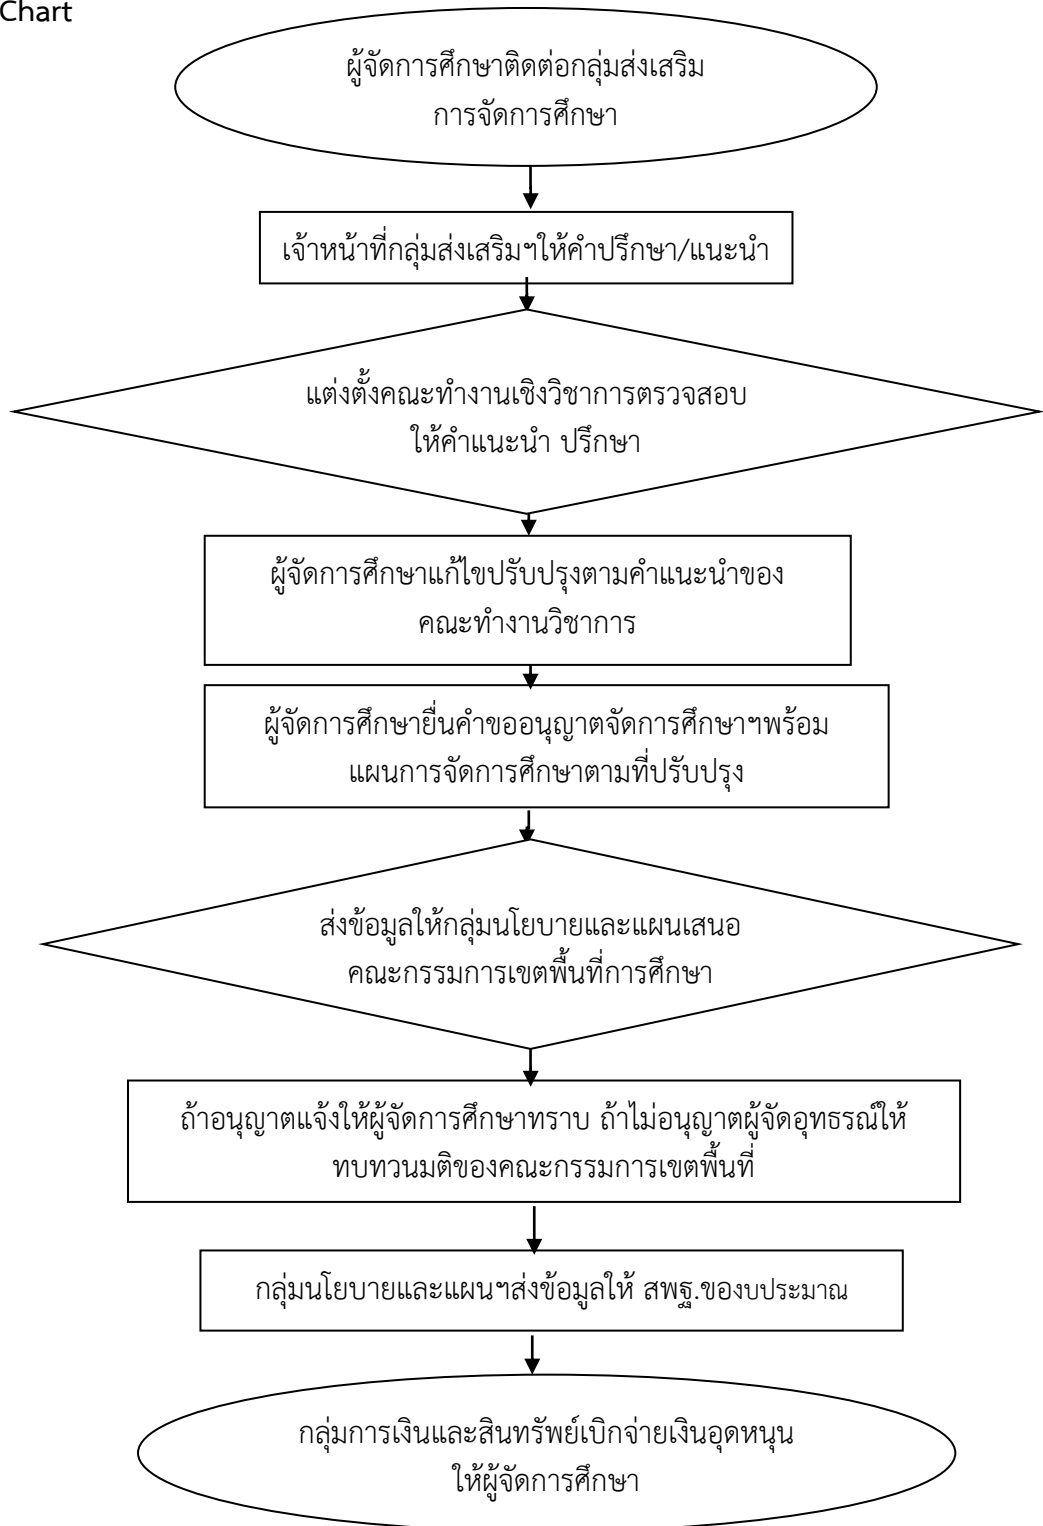 Chart
ผู้จัดการศึกษาติดต่อกลุ่มส่งเสริม
การจัดการศึกษา
เจ้าหน้าที่กลุ่มส่งเสริมฯให้คำปรึกษา/แนะนำ
แต่งตั้งคณะทำงานเชิงวิชาการตรวจสอบ
ให้คำแนะนำ ปรึกษา
ผู้จัดการศึกษาแก้ไขปรับปรุงตามคำแนะนำของ
คณะทำงานวิชาการ
ผู้จัดการศึกษายื่นคำขออนุญาตจัดการศึกษาฯพร้อม
แผนการจัดการศึกษาตามที่ปรับปรุง
ส่งข้อมูลให้กลุ่มนโยบายและแผนเสนอ
คณะกรรมการเขตพื้นที่การศึกษา
ถ้าอนุญาตแจ้งให้ผู้จัดการศึกษาทราบ ถ้าไม่อนุญาตผู้จัดอุทธรณ์ให้
ทบทวนมติของคณะกรรมการเขตพื้นที่
กลุ่มนโยบายและแผนฯส่งข้อมูลให้ สพฐ.ของบประมาณ
กลุ่มการเงินและสินทรัพย์เบิกจ่ายเงินอุดหนุน
ให้ผู้จัดการศึกษา